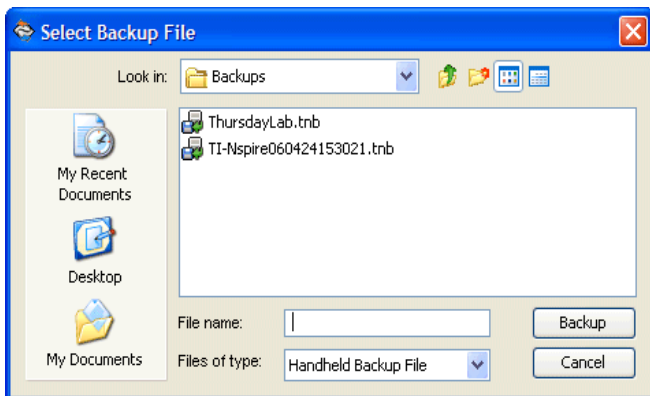 Select Backup File
Look in: Backups
ThursdayLab.tnb
TI-Nspire060424153021.tnb
My Recent
Documents
Desktop
My Documents
File name: Backup
Files of type: Handheld Backup File Cancel